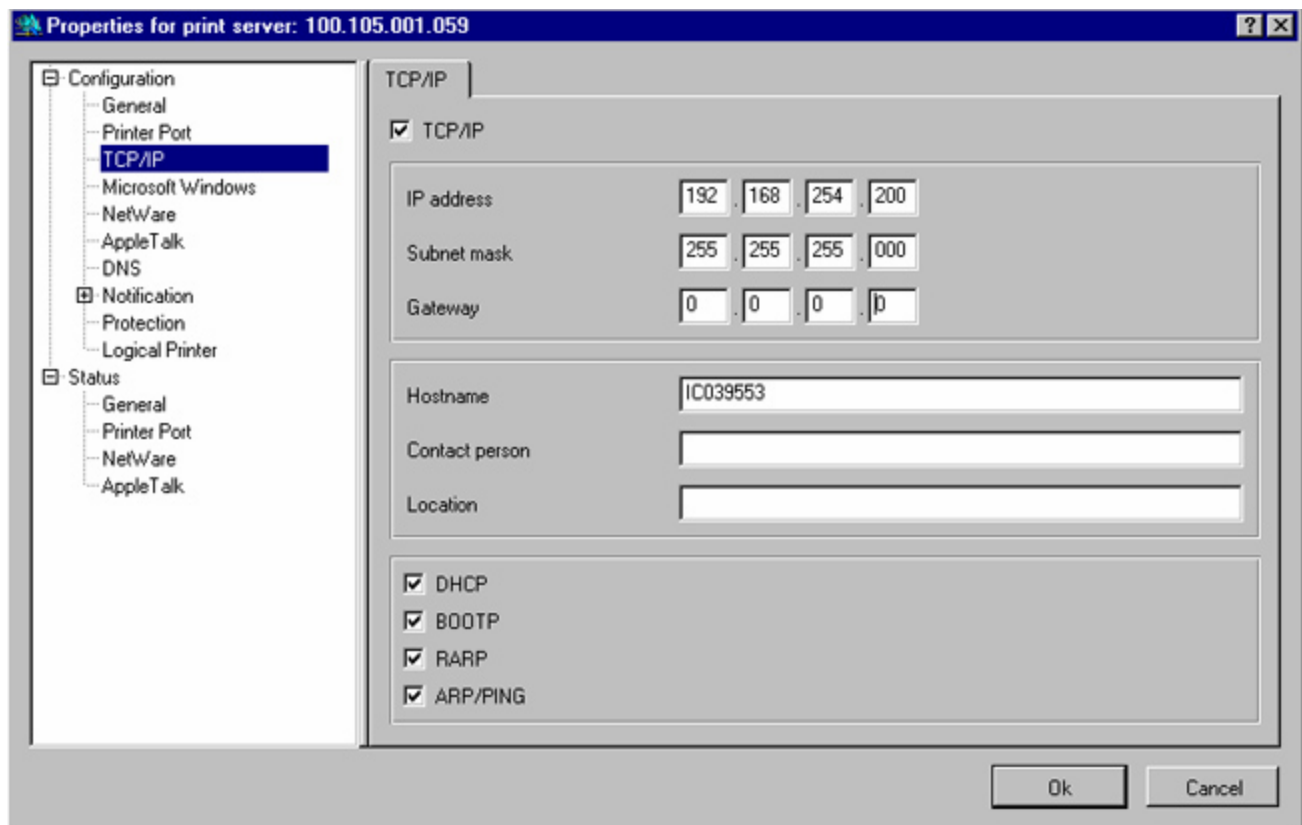 Properties for print server: 100.105.001.059
Configuration
General
Printer Port
TCP/IP
Microsoft Windows
NetWare
AppleTalk
DNS
Notification
Protection
Logical Printer
Status
General
Printer Port
NetWare
AppleTalk
TCP/IP
TCP/IP
IP address 192 . 168 . 254 . 200
Subnet mask 255 . 255 . 255 . 000
Gateway 0 . 0 . 0 . 0
Hostname IC039553
Contact person
Location
DHCP
BOOTP
RARP
ARP/PING
Ok Cancel